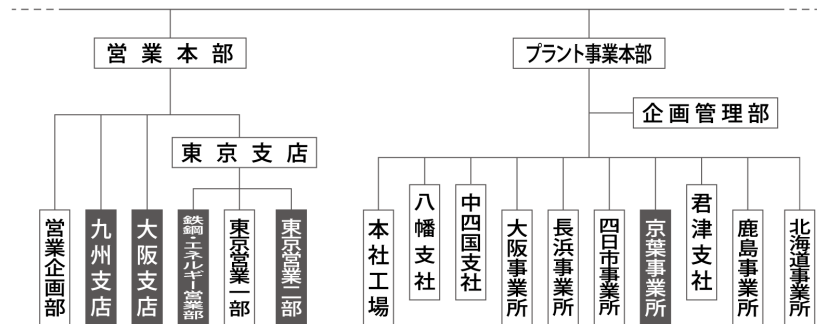 営業本部
プラント事業本部
企画管理部
東京支店
営業企画部
九州支店
大阪支店
鉄鋼・エネルギー営業部
東京営業一部
東京営業二部
本社工場
八幡支社
中四国支社
大阪事業所
長浜事業所
四日市事業所
京葉事業所
君津支社
鹿島事業所
北海道事業所